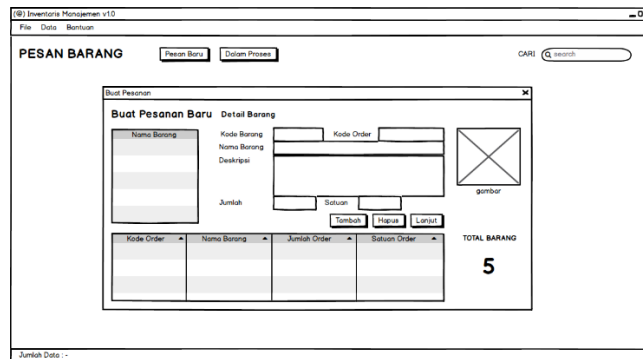 (@) Inventaris Manajemen v1.0
File Data Bantuan
PESAN BARANG
Pesan Baru
Dalam Proses
CARI
search
Buat Pesanan
Buat Pesanan Baru
Detail Barang
Nama Barang
Kode Barang
Kode Order
Nama Barang
Deskripsi
gambar
Jumlah
Satuan
Tambah
Hapus
Lanjut
Kode Order
Nama Barang
Jumlah Order
Satuan Order
TOTAL BARANG
5
Jumlah Data : -